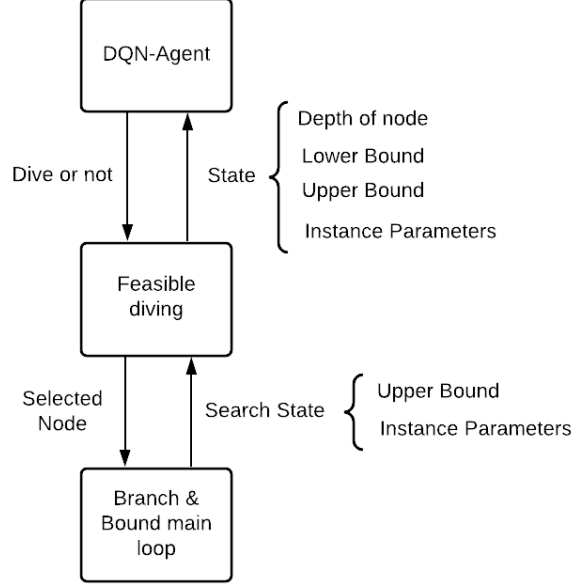 DQN-Agent
Dive or not
State
Depth of node
Lower Bound
Upper Bound
Instance Parameters
Feasible
diving
Selected
Node
Search State
Upper Bound
Instance Parameters
Branch &
Bound main
loop